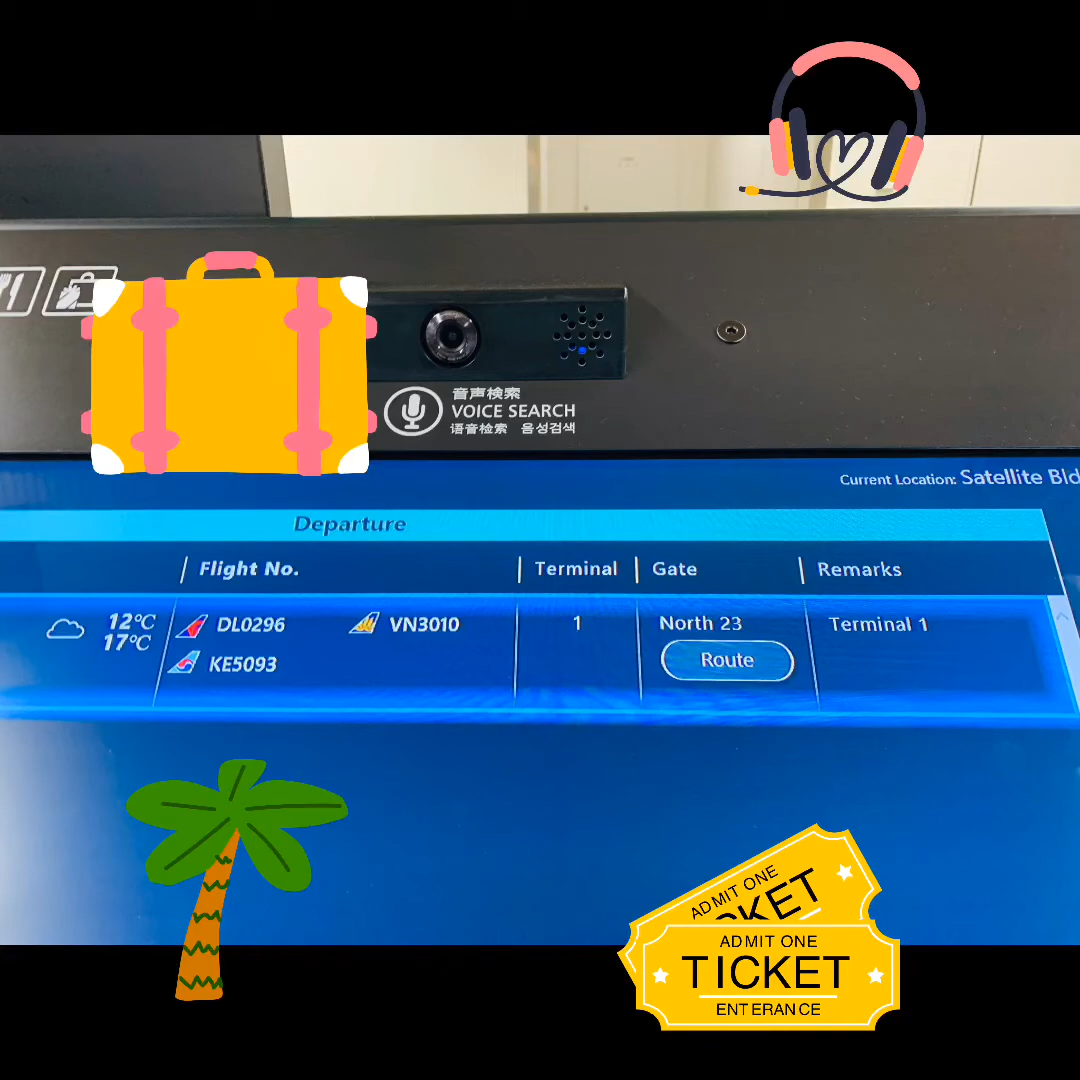 音声検索
VOICE SEARCH
语音检索 음성검색
Current Location: Satellite Bld
Departure
Flight No. Terminal Gate Remarks
12℃ DL0296 VN3010 1 North 23 Terminal 1
17℃ KE5093 Route
ADMIT ONE
ADMIT ONE
TICKET
ENTERANCE